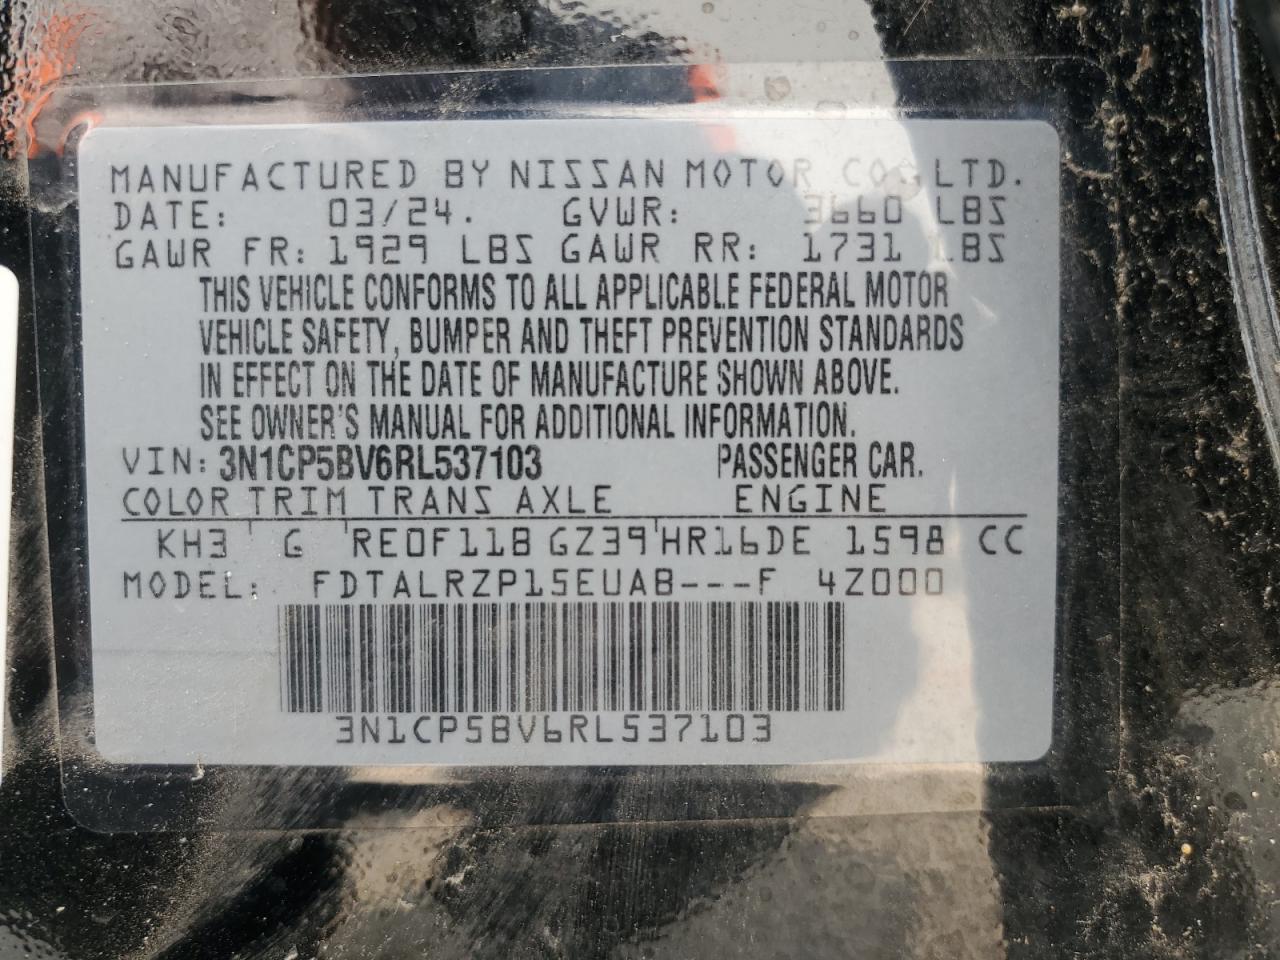 MANUFACTURED BY NISSAN MOTOR CO., LTD.
DATE: 03/24. GVWR: 3660 LBS
GAWR FR: 1929 LBS GAWR RR: 1731 LBS
THIS VEHICLE CONFORMS TO ALL APPLICABLE FEDERAL MOTOR
VEHICLE SAFETY, BUMPER AND THEFT PREVENTION STANDARDS
IN EFFECT ON THE DATE OF MANUFACTURE SHOWN ABOVE.
SEE OWNER'S MANUAL FOR ADDITIONAL INFORMATION.
VIN: 3N1CP5BV6RL537103 PASSENGER CAR.
COLOR TRIM TRANS AXLE ENGINE
KH3 G RE0F11B GZ39 HR16DE 1598 CC
MODEL: FDTALRZP15EUAB---F 4Z000
3N1CP5BV6RL537103